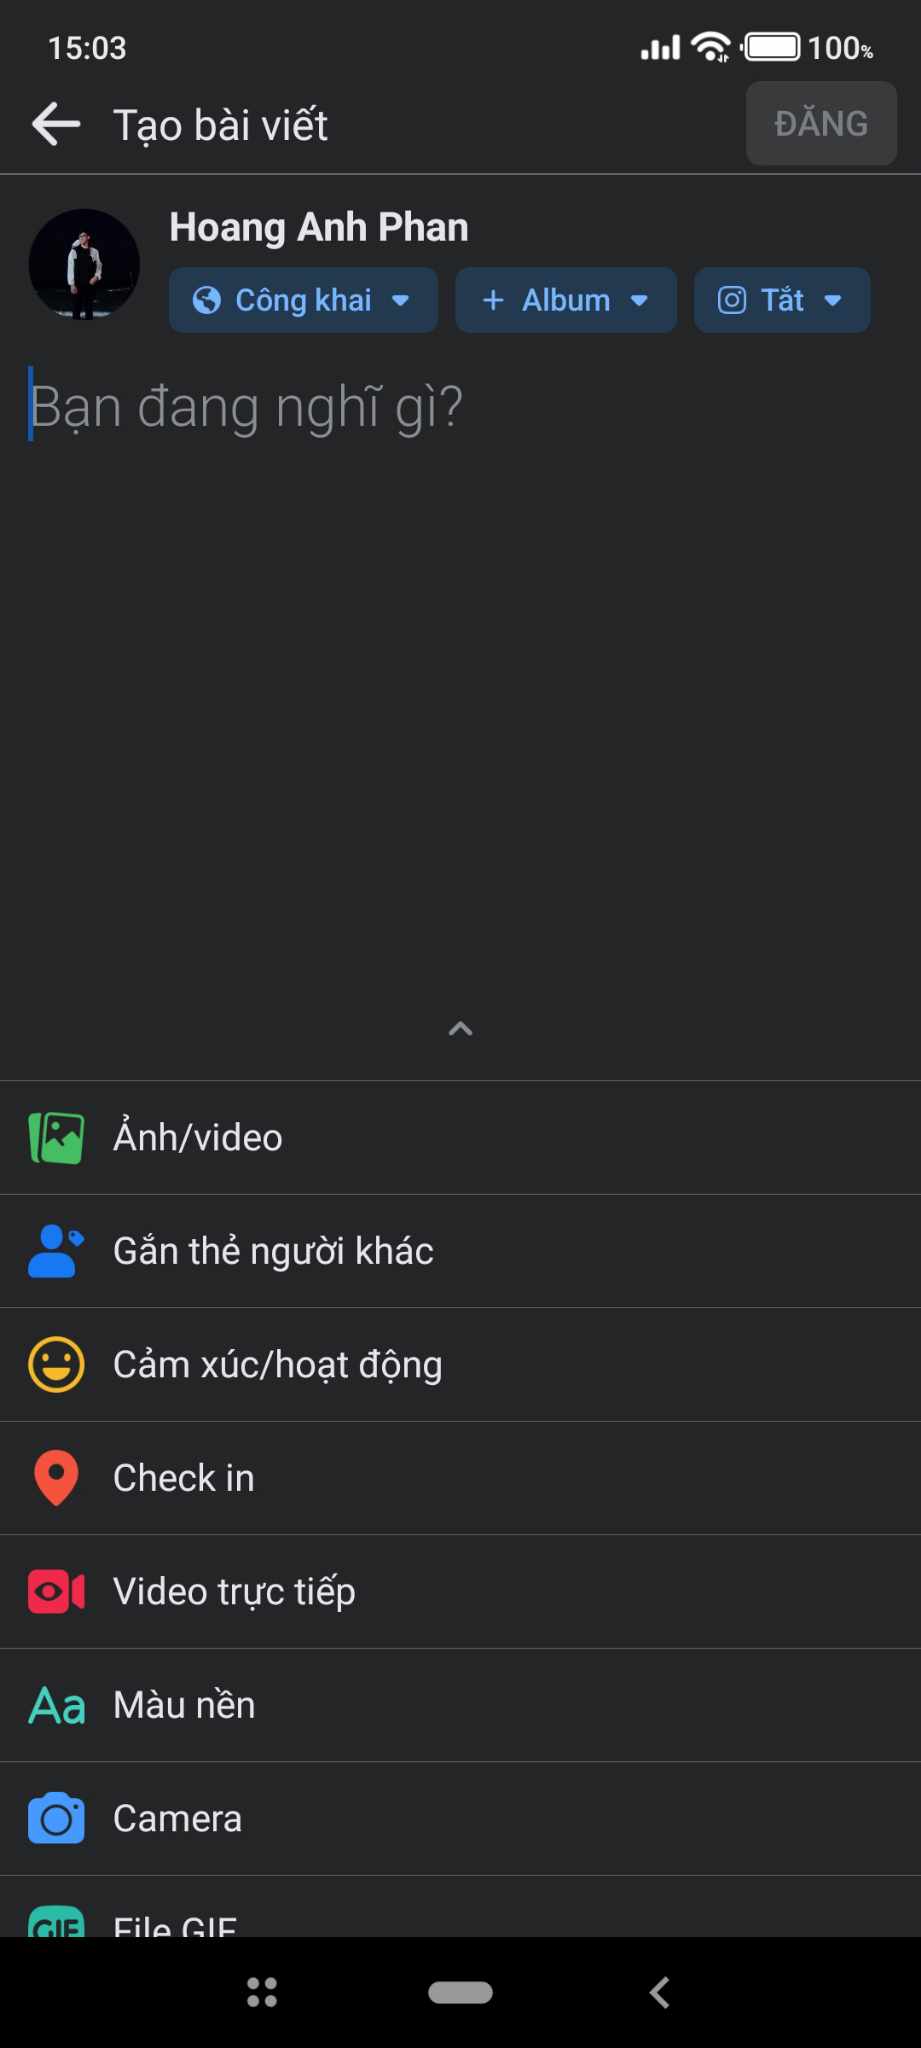 15:03
100%
Tạo bài viết
ĐĂNG
Hoang Anh Phan
Công khai
+ Album
Tắt
Bạn đang nghĩ gì?
Ảnh/video
Gắn thẻ người khác
Cảm xúc/hoạt động
Check in
Video trực tiếp
Aa Màu nền
Camera
GIF File GIF